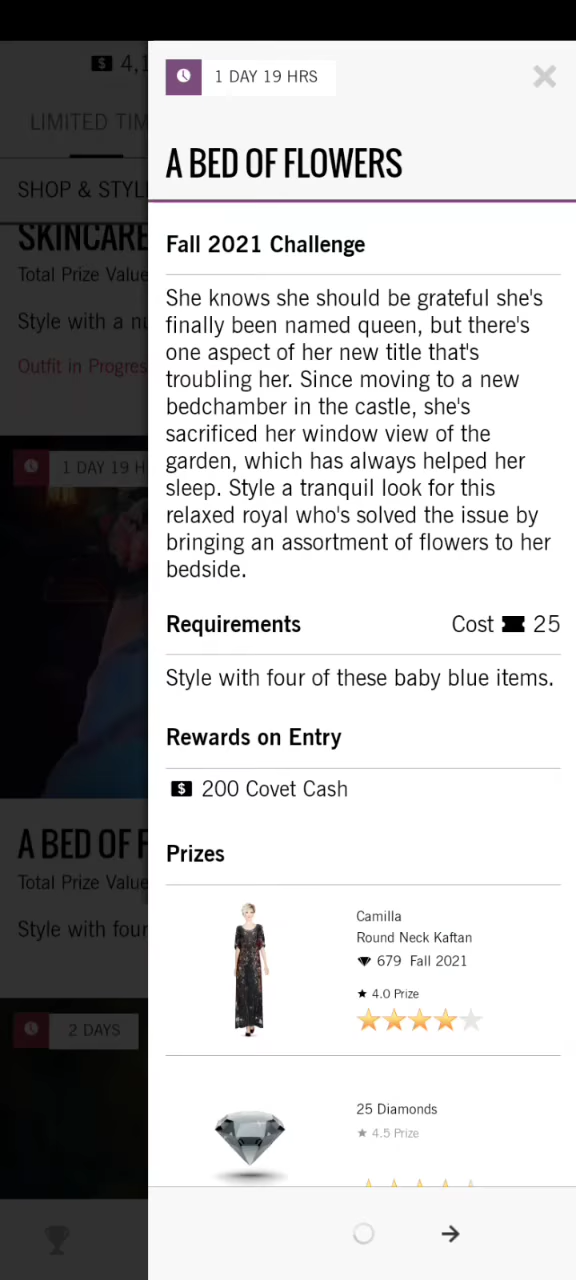 4,1
LIMITED TIM
SHOP & STYL
SKINCARE
Total Prize Value
Style with a nu
Outfit in Progres
1 DAY 19 H
A BED OF F
Total Prize Value
Style with four
2 DAYS
1 DAY 19 HRS
A BED OF FLOWERS
Fall 2021 Challenge
She knows she should be grateful she's
finally been named queen, but there's
one aspect of her new title that's
troubling her. Since moving to a new
bedchamber in the castle, she's
sacrificed her window view of the
garden, which has always helped her
sleep. Style a tranquil look for this
relaxed royal who's solved the issue by
bringing an assortment of flowers to her
bedside.
Requirements Cost 25
Style with four of these baby blue items.
Rewards on Entry
$ 200 Covet Cash
Prizes
Camilla
Round Neck Kaftan
679 Fall 2021
★ 4.0 Prize
25 Diamonds
★ 4.5 Prize